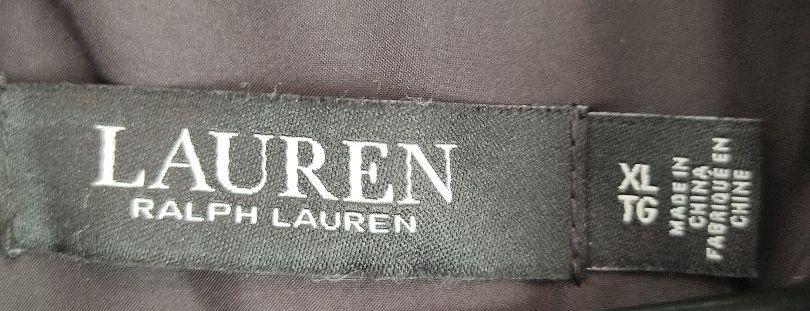 LAUREN
RALPH LAUREN
XL
TG
MADE IN
CHINA
FABRIQUÉ EN
CHINE